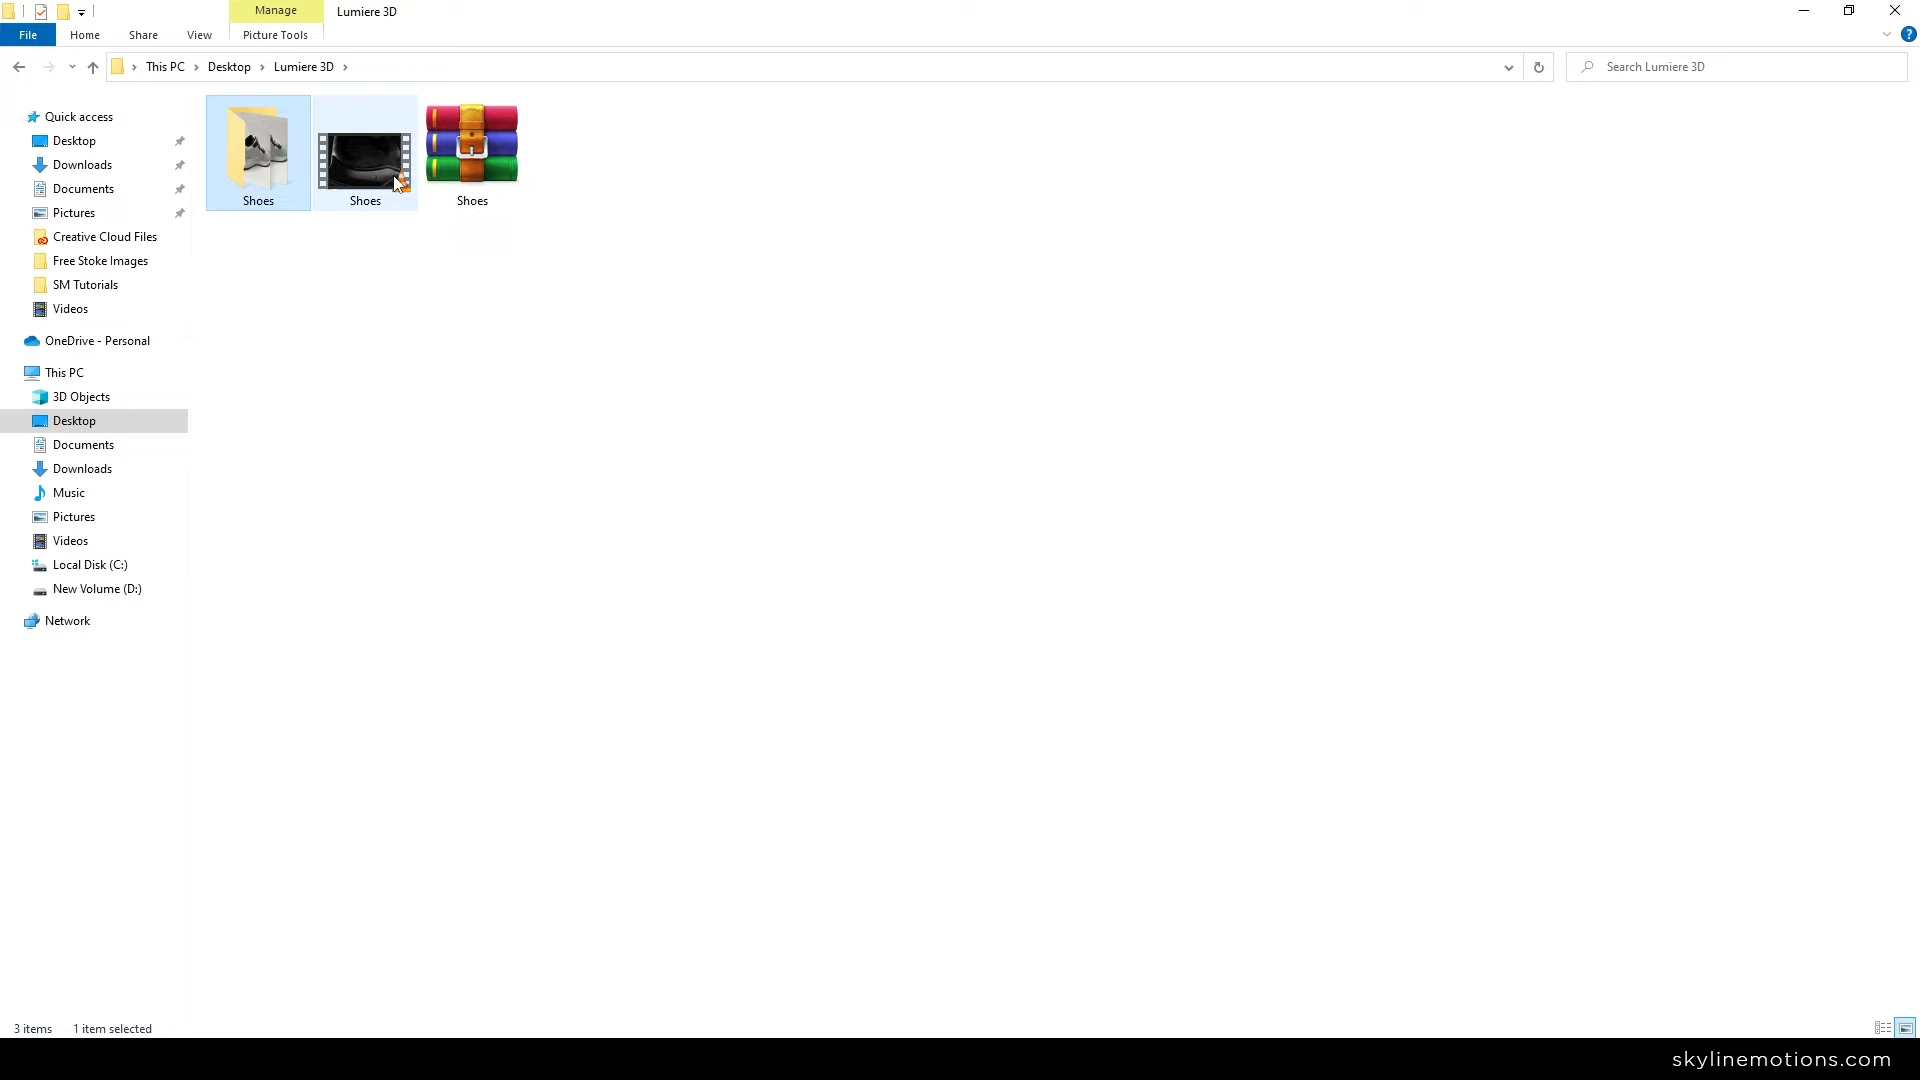 Manage
Lumiere 3D
File
Home
Share
View
Picture Tools
This PC
Desktop
Lumiere 3D
Search Lumiere 3D
Quick access
Desktop
Downloads
Documents
Pictures
Creative Cloud Files
Free Stoke Images
SM Tutorials
Videos
OneDrive - Personal
This PC
3D Objects
Desktop
Documents
Downloads
Music
Pictures
Videos
Local Disk (C:)
New Volume (D:)
Network
Shoes
Shoes
Shoes
3 items
1 item selected
skylinemotions.com